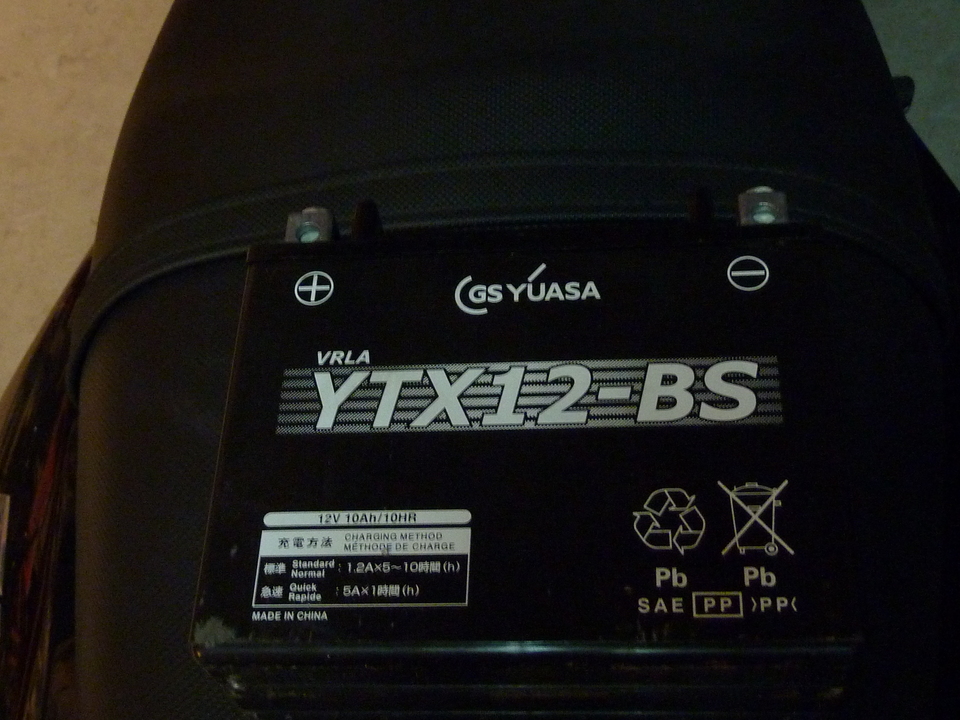 GS YUASA
VRLA
YTX12-BS
12V 10Ah/10HR
充電方法 CHARGING METHOD
MÉTHODE DE CHARGE
標準 Standard Normal : 1.2A×5～10時間(h)
急速 Quick Rapide : 5A×1時間(h)
MADE IN CHINA
Pb Pb
SAE PP >PP<